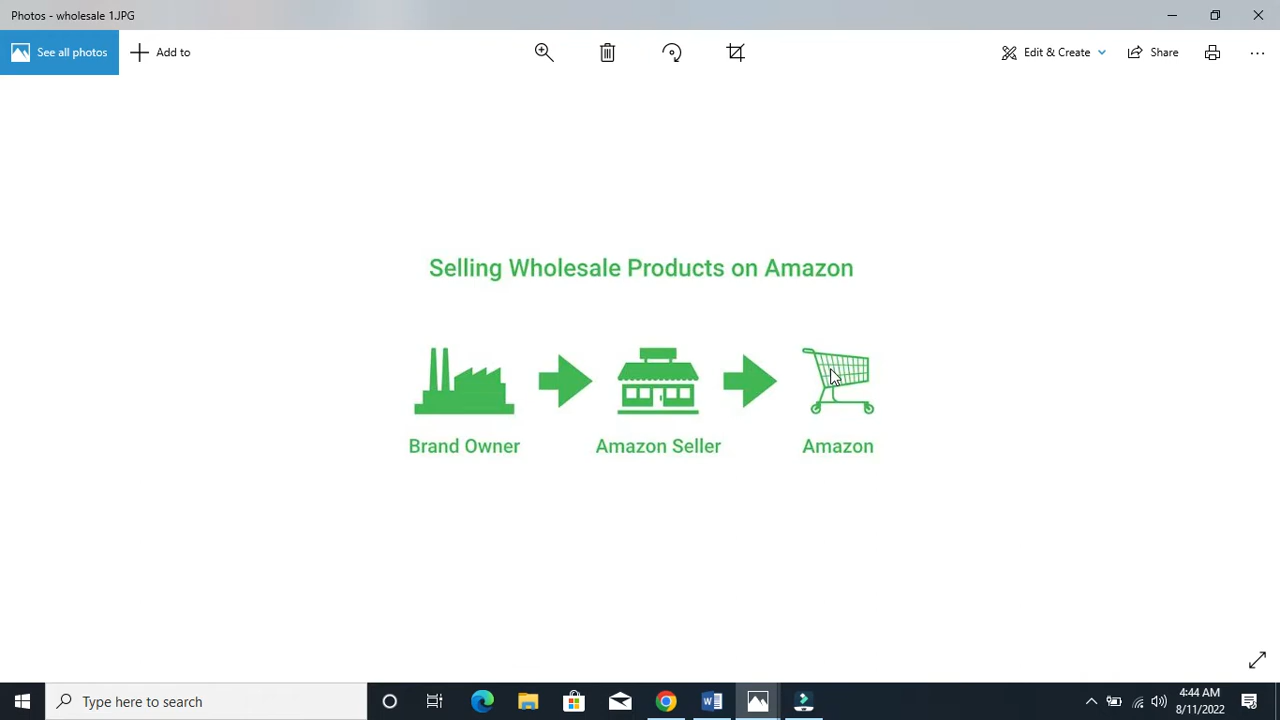 Photos - wholesale 1.JPG
See all photos
Add to
Edit & Create
Share
Selling Wholesale Products on Amazon
Brand Owner
Amazon Seller
Amazon
Type here to search
4:44 AM
8/11/2022